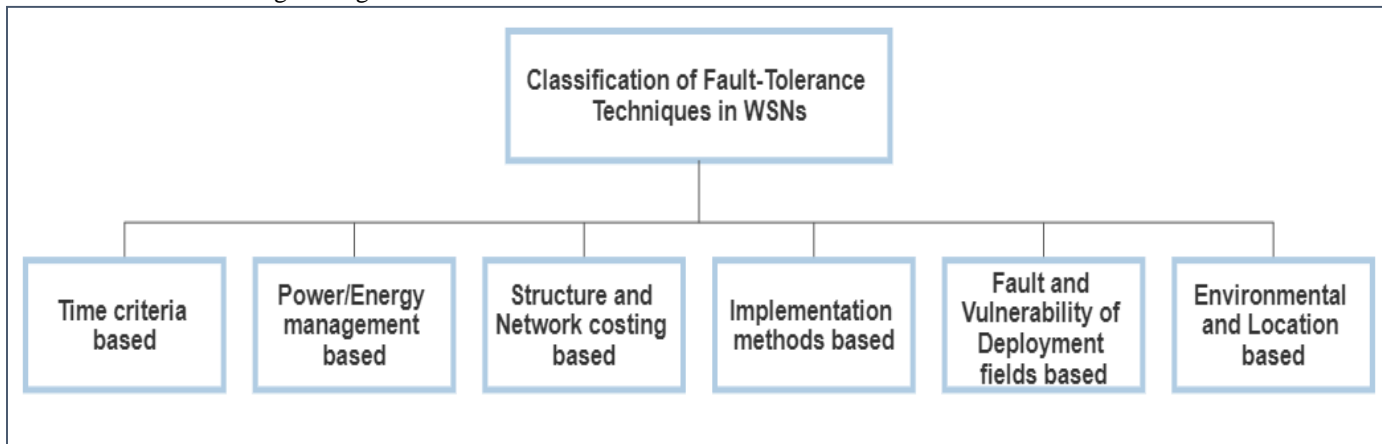 Classification of Fault-Tolerance
Techniques in WSNs
Time criteria
based
Power/Energy
management
based
Structure and
Network costing
based
Implementation
methods based
Fault and
Vulnerability of
Deployment
fields based
Environmental
and Location
based